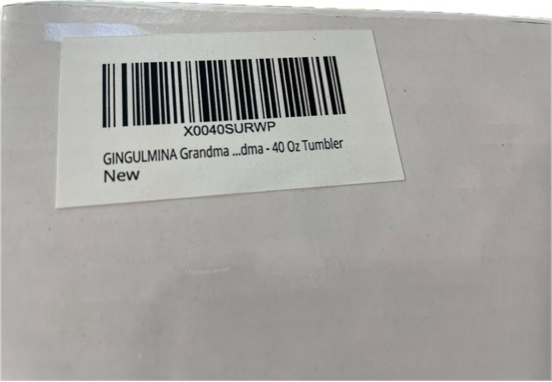 X0040SURWP
GINGULMINA Grandma ...dma - 40 Oz Tumbler
New